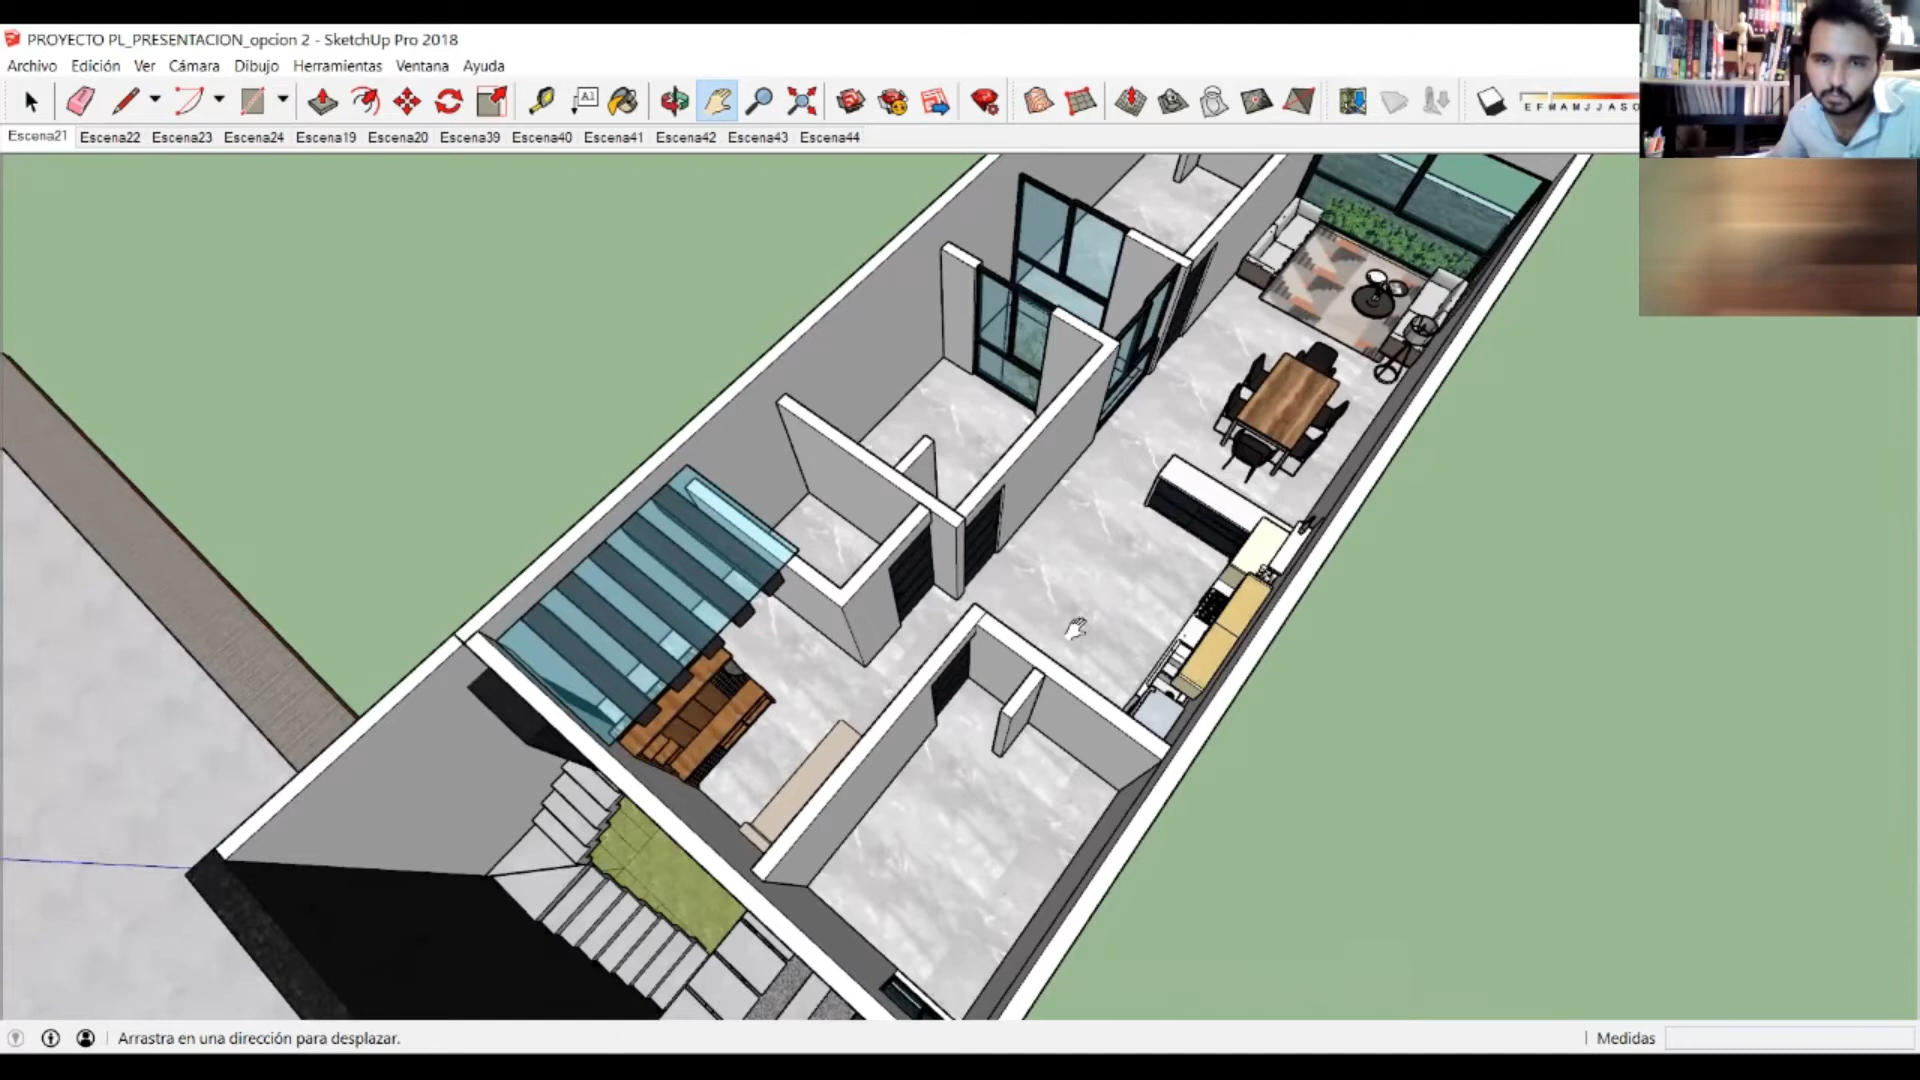 PROYECTO PL_PRESENTACION_opcion 2 - SketchUp Pro 2018
Archivo Edición Ver Cámara Dibujo Herramientas Ventana Ayuda
A1
E F M A M J J A S O
Escena21 Escena22 Escena23 Escena24 Escena19 Escena20 Escena39 Escena40 Escena41 Escena42 Escena43 Escena44
Arrastra en una dirección para desplazar.
Medidas